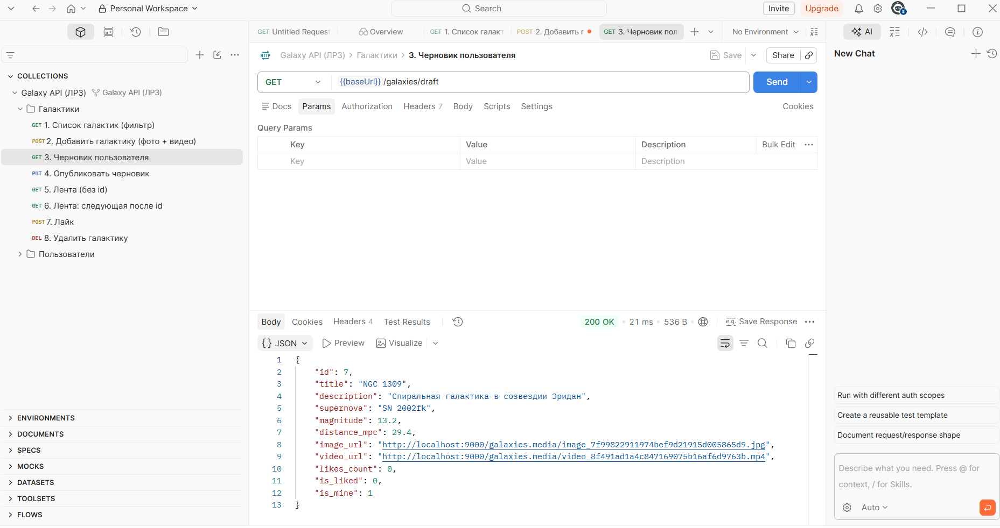 Personal Workspace
Search
Invite
Upgrade
GET Untitled Request
Overview
GET 1. Список галакт
POST 2. Добавить г
GET 3. Черновик пол
No Environment
AI
Galaxy API (ЛР3) > Галактики > 3. Черновик пользователя
Save
Share
New Chat
COLLECTIONS
Galaxy API (ЛР3) Galaxy API (ЛР3)
Галактики
GET 1. Список галактик (фильтр)
POST 2. Добавить галактику (фото + видео)
GET 3. Черновик пользователя
PUT 4. Опубликовать черновик
GET 5. Лента (без id)
GET 6. Лента: следующая после id
POST 7. Лайк
DEL 8. Удалить галактику
Пользователи
ENVIRONMENTS
DOCUMENTS
SPECS
MOCKS
DATASETS
TOOLSETS
FLOWS
HTTP
GET {{baseUrl}} /galaxies/draft
Send
Docs Params Authorization Headers 7 Body Scripts Settings
Cookies
Query Params
Key Value Description Bulk Edit
Key Value Description
Body Cookies Headers 4 Test Results
200 OK • 21 ms • 536 B •
e.g. Save Response
{} JSON Preview Visualize
1 {
2 "id": 7,
3 "title": "NGC 1309",
4 "description": "Спиральная галактика в созвездии Эридан",
5 "supernova": "SN 2002fk",
6 "magnitude": 13.2,
7 "distance_mpc": 29.4,
8 "image_url": "http://localhost:9000/galaxies.media/image_7f99822911974bef9d21915d005865d9.jpg",
9 "video_url": "http://localhost:9000/galaxies.media/video_8f491ad1a4c847169075b16af6d9763b.mp4",
10 "likes_count": 0,
11 "is_liked": 0,
12 "is_mine": 1
13 }
Run with different auth scopes
Create a reusable test template
Document request/response shape
Describe what you need. Press @ for
context, / for Skills.
Auto